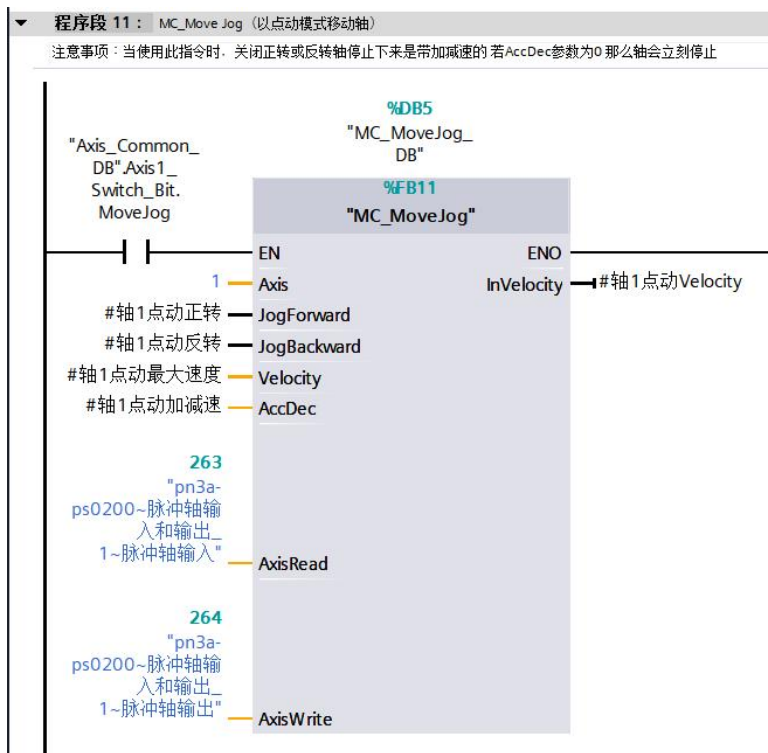 程序段 11： MC_Move Jog（以点动模式移动轴）
注意事项：当使用此指令时．关闭正转或反转轴停止下来是带加减速的 若AccDec参数为0 那么轴会立刻停止
%DB5
"MC_MoveJog_
DB"
"Axis_Common_
DB".Axis1_
Switch_Bit.
MoveJog
%FB11
"MC_MoveJog"
EN
ENO
1
Axis
InVelocity
#轴1点动Velocity
#轴1点动正转
JogForward
#轴1点动反转
JogBackward
#轴1点动最大速度
Velocity
#轴1点动加减速
AccDec
263
"pn3a-
ps0200~脉冲轴输
入和输出_
1~脉冲轴输入"
AxisRead
264
"pn3a-
ps0200~脉冲轴输
入和输出_
1~脉冲轴输出"
AxisWrite